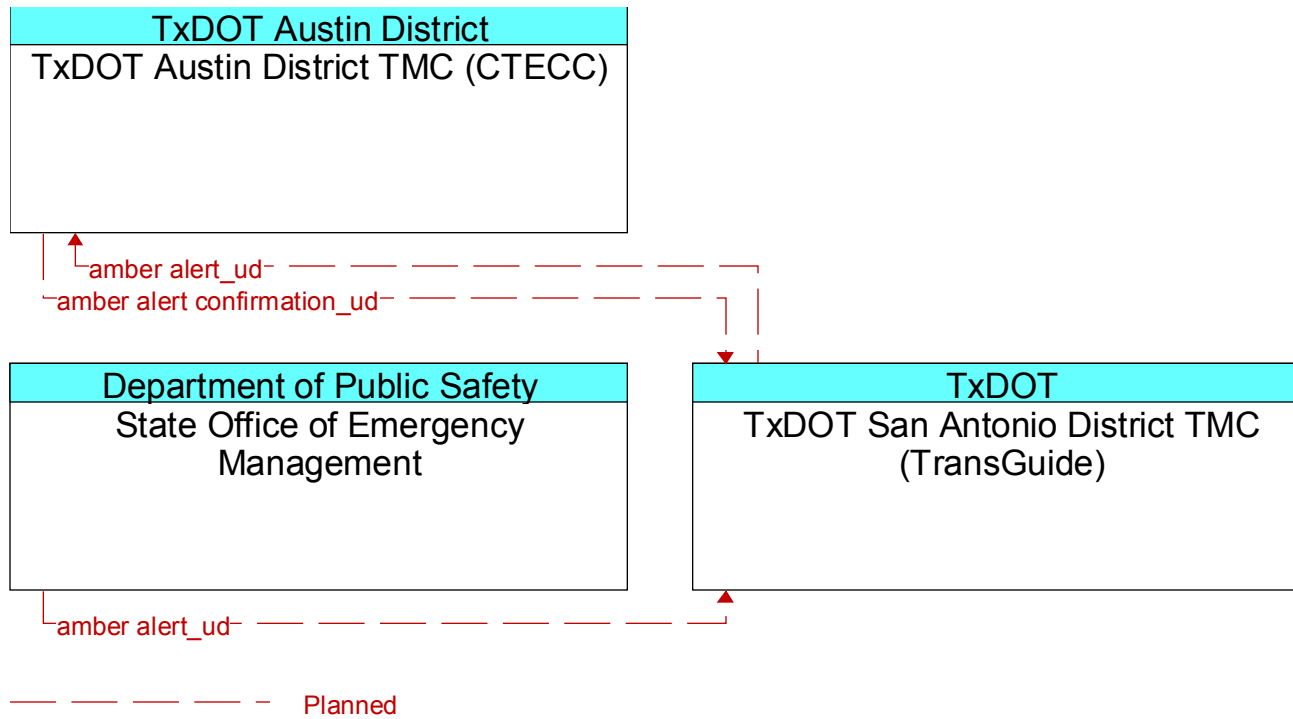 TxDOT Austin District
TxDOT Austin District TMC (CTECC)
amber alert_ud
amber alert confirmation_ud
Department of Public Safety
State Office of Emergency
Management
TxDOT
TxDOT San Antonio District TMC
(TransGuide)
amber alert_ud
Planned